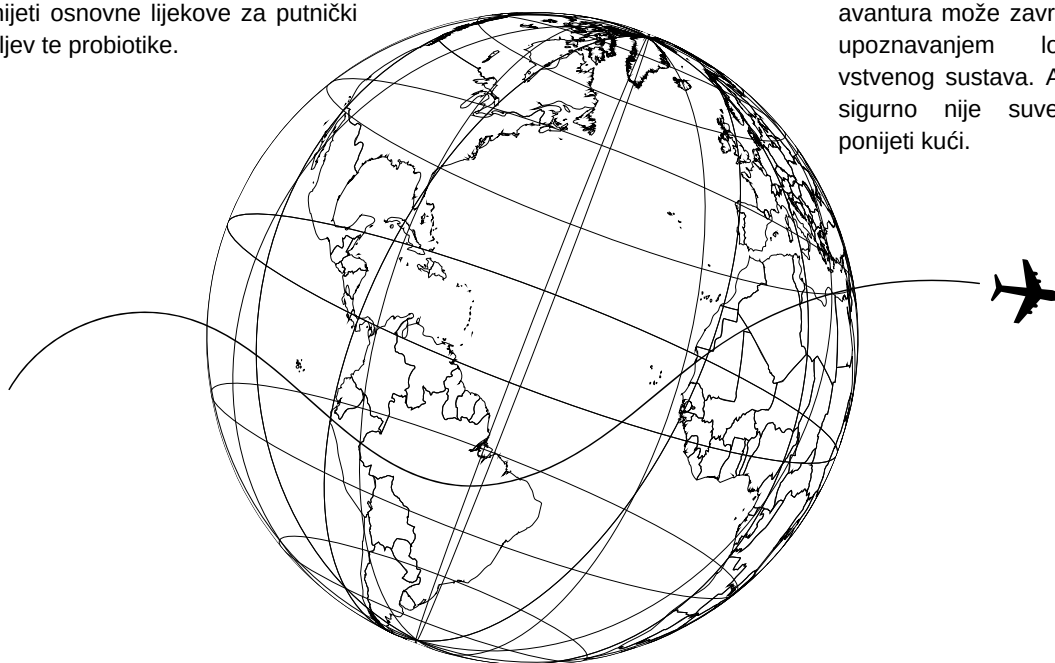 nijeti osnovne lijekove za putnički
ljev te probiotike.
avantura može zavr
upoznavanjem lo
vstvenog sustava. A
sigurno nije suve
ponijeti kući.